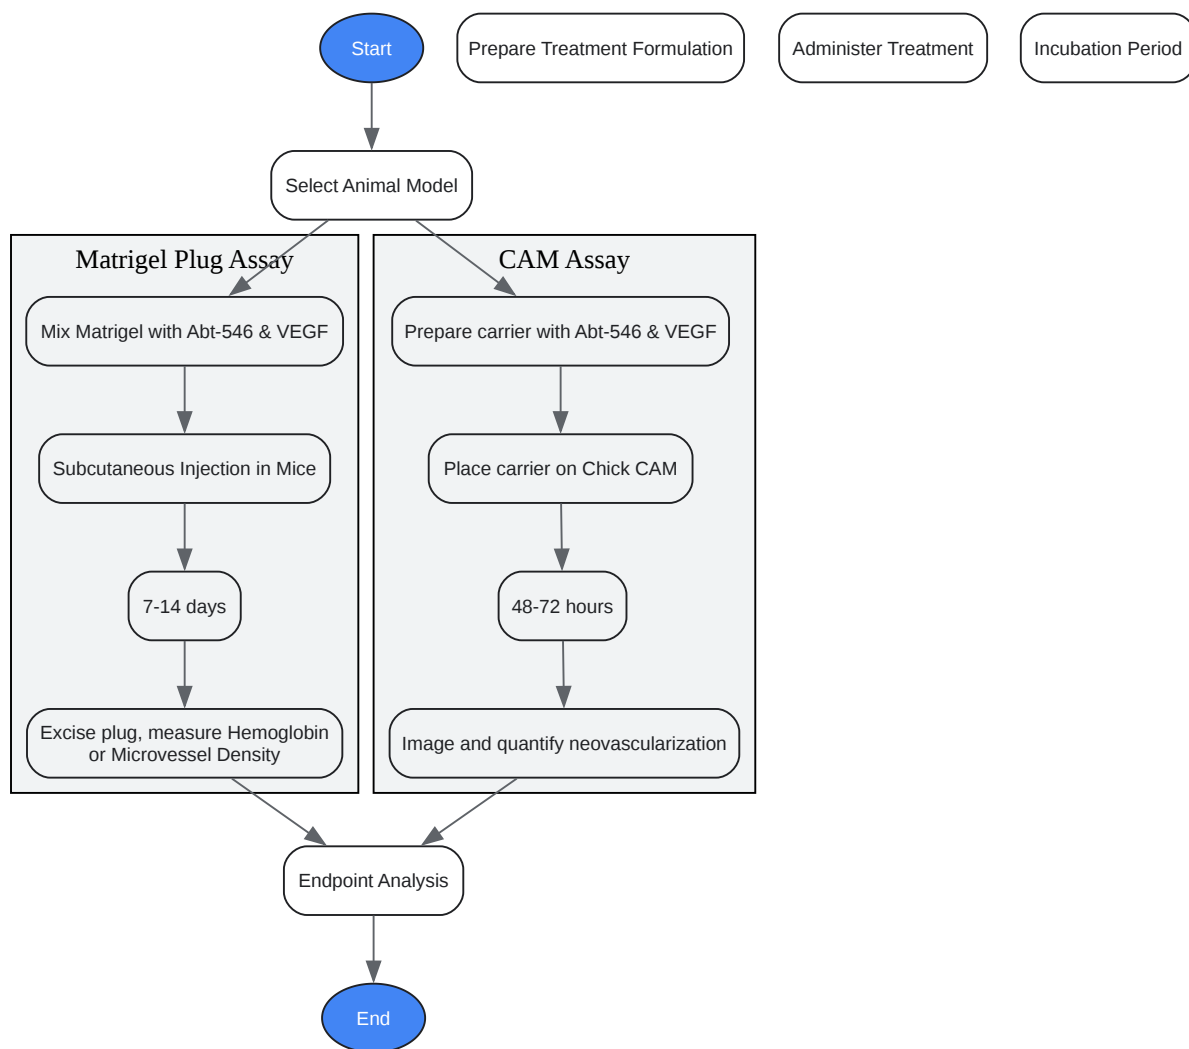 Start
Prepare Treatment Formulation
Administer Treatment
Incubation Period
Select Animal Model
Matrigel Plug Assay
Mix Matrigel with Abt-546 & VEGF
Subcutaneous Injection in Mice
7-14 days
Excise plug, measure Hemoglobin
or Microvessel Density
CAM Assay
Prepare carrier with Abt-546 & VEGF
Place carrier on Chick CAM
48-72 hours
Image and quantify neovascularization
Endpoint Analysis
End